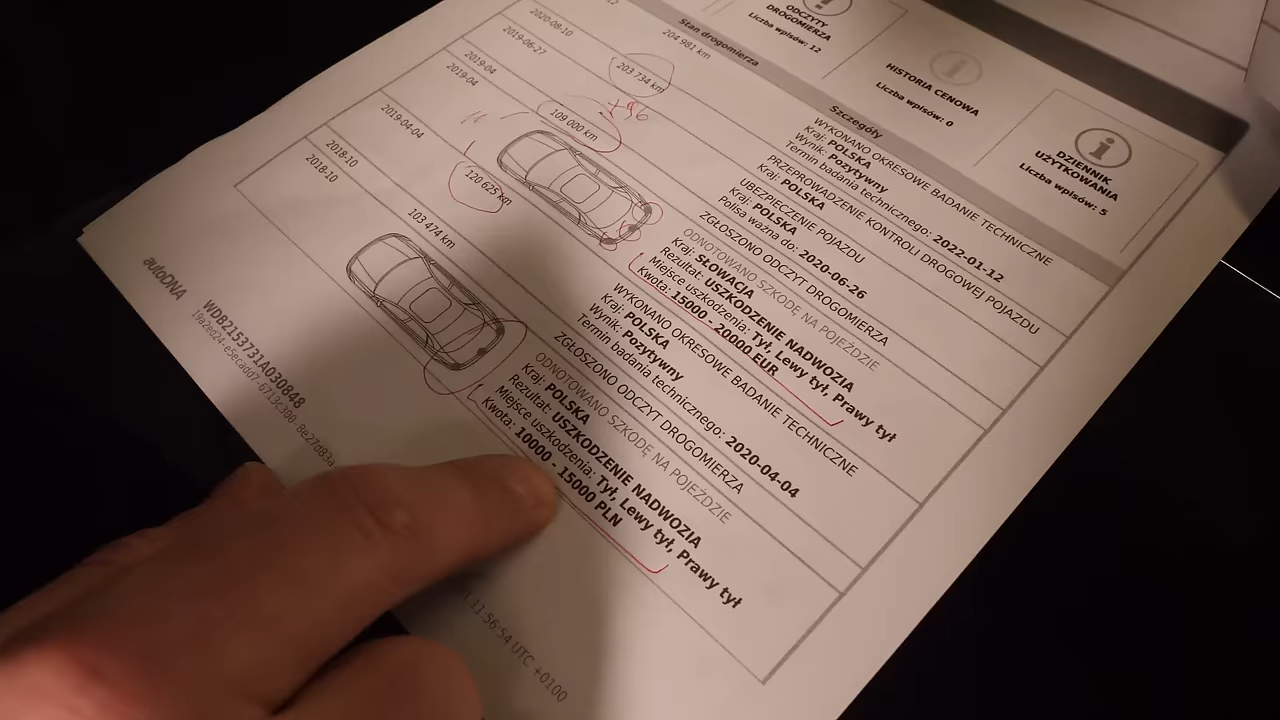 ODCZYTY
DROGOMIERZA
Liczba wpisów: 12
HISTORIA CENOWA
Liczba wpisów: 0
DZIENNIK
UŻYTKOWANIA
Liczba wpisów: 5
Stan drogomierza
Szczegóły
204 981 km
WYKONANO OKRESOWE BADANIE TECHNICZNE
Kraj: POLSKA
Wynik: Pozytywny
Termin badania technicznego: 2022-01-12
2020-08-10
203 734 km
PRZEPROWADZENIE KONTROLI DROGOWEJ POJAZDU
Kraj: POLSKA
2019-06-27
UBEZPIECZENIE POJAZDU
Kraj: POLSKA
Polisa ważna do: 2020-06-26
2019-04
109 000 km
ZGŁOSZONO ODCZYT DROGOMIERZA
2019-04
ODNOTOWANO SZKODĘ NA POJEŹDZIE
Kraj: SŁOWACJA
Rezultat: USZKODZENIE NADWOZIA
Miejsce uszkodzenia: Tył, Lewy tył, Prawy tył
Kwota: 15000 - 20000 EUR
2019-04-04
120 625 km
WYKONANO OKRESOWE BADANIE TECHNICZNE
Kraj: POLSKA
Wynik: Pozytywny
Termin badania technicznego: 2020-04-04
2018-10
103 474 km
ZGŁOSZONO ODCZYT DROGOMIERZA
2018-10
ODNOTOWANO SZKODĘ NA POJEŹDZIE
Kraj: POLSKA
Rezultat: USZKODZENIE NADWOZIA
Miejsce uszkodzenia: Tył, Lewy tył, Prawy tył
Kwota: 10000 - 15000 PLN
autoDNA
WDB2153731A030848
11:56:54 UTC +0100